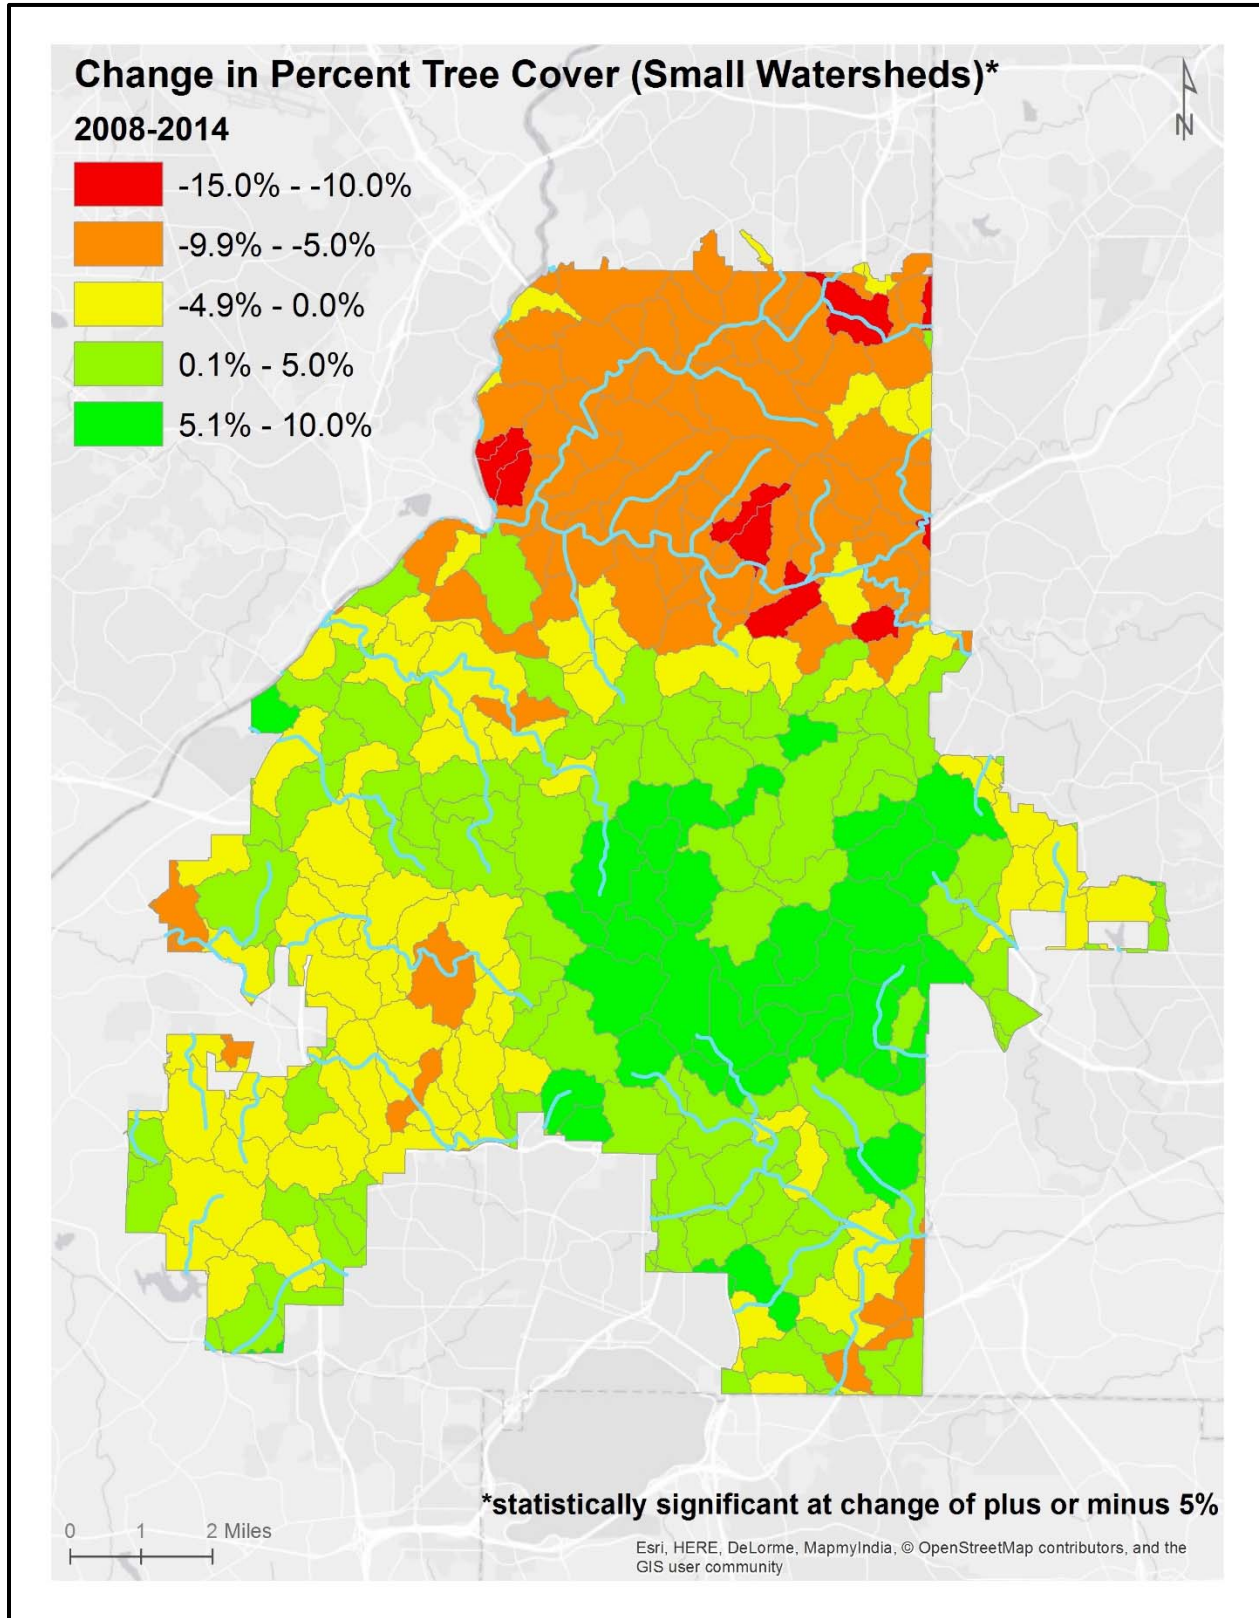 Change in Percent Tree Cover (Small Watersheds)*
2008-2014
N
-15.0% - -10.0%
-9.9% - -5.0%
-4.9% - 0.0%
0.1% - 5.0%
5.1% - 10.0%
*statistically significant at change of plus or minus 5%
0 1 2 Miles
Esri, HERE, DeLorme, MapmyIndia, © OpenStreetMap contributors, and the
GIS user community